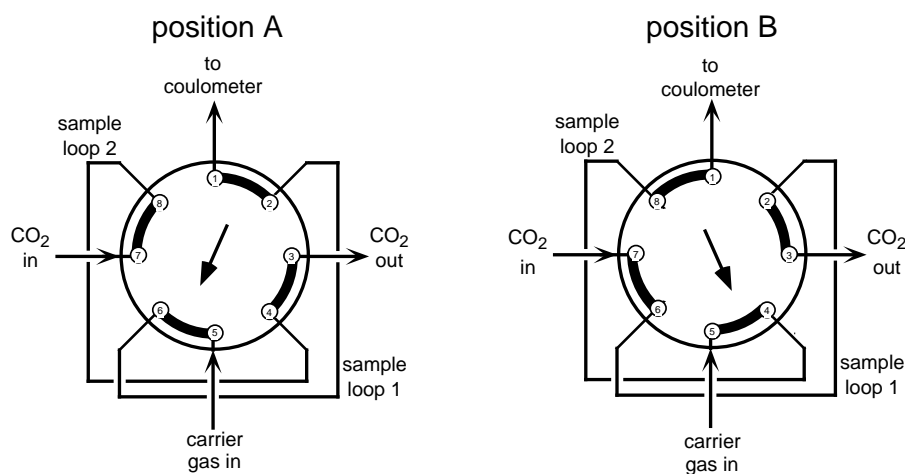 position A
to
coulometer
sample
loop 2
1
2
8
CO2
in
7
3
CO2
out
6
4
5
sample
loop 1
carrier
gas in
position B
to
coulometer
sample
loop 2
1
8
2
CO2
in
7
3
CO2
out
6
4
5
sample
loop 1
carrier
gas in